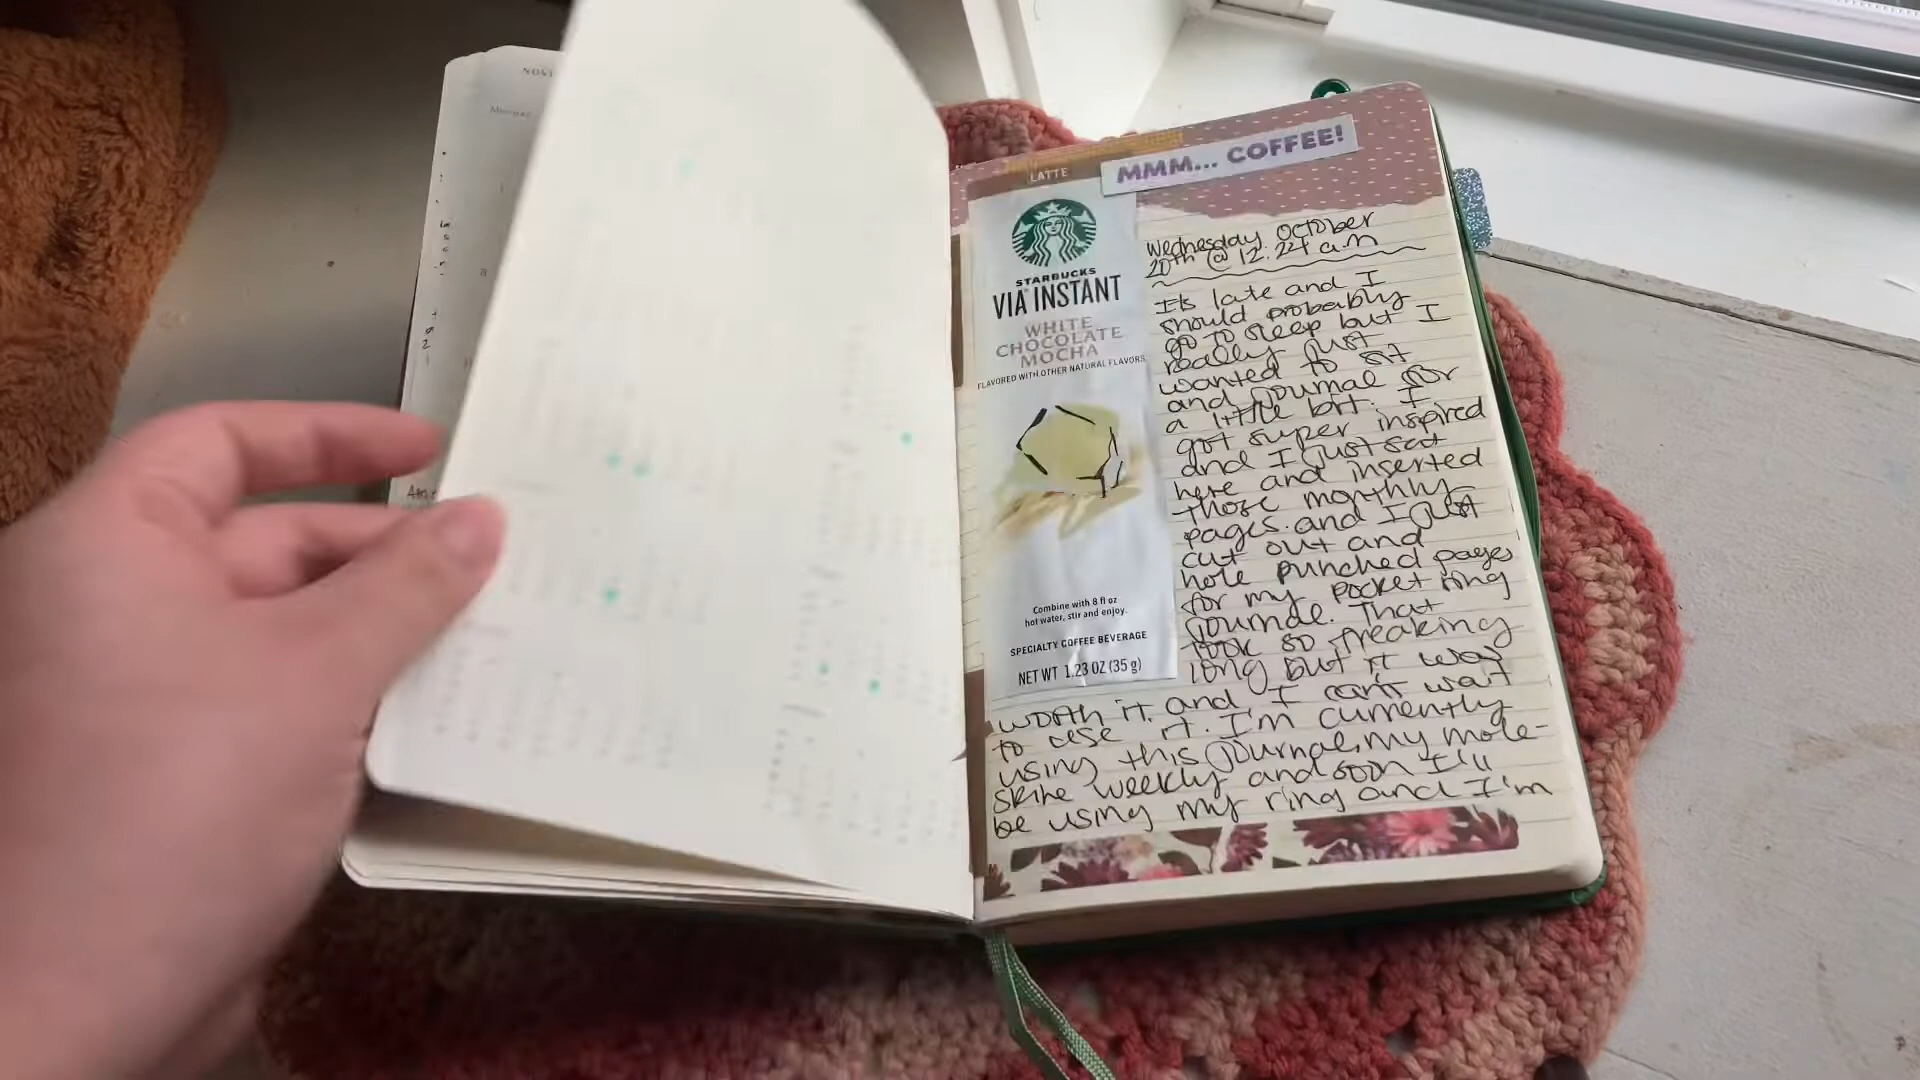 LATTE
MMM... COFFEE!
STARBUCKS
VIA INSTANT
WHITE
CHOCOLATE
MOCHA
FLAVORED WITH OTHER NATURAL FLAVORS
Combine with 8 fl oz
hot water, stir and enjoy.
SPECIALTY COFFEE BEVERAGE
NET WT 1.23 OZ (35 g)
Wednesday. October
20th @ 12:24 a.m
It's late and I
should probably
go to sleep but I
really just
wanted to sit
and journal for
a little bit. I
got super inspired
and I just sat
here and inserted
those monthly
pages. and I just
cut out and
hole punched pages
for my pocket ring
journal. That
took so freaking
long but it was
worth it. and I can't wait
to use it. I'm currently
using this journal, my mole-
skine weekly and soon I'll
be using my ring and I'm